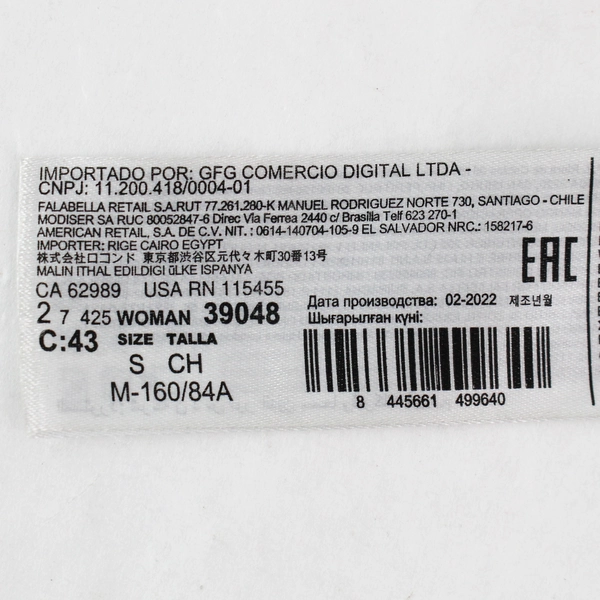 IMPORTADO POR: GFG COMERCIO DIGITAL LTDA -
CNPJ: 11.200.418/0004-01
FALABELLA RETAIL S.A.RUT 77.261.280-K MANUEL RODRIGUEZ NORTE 730, SANTIAGO - CHILE
MODISER SA RUC 80052847-6 Direc Via Ferrea 2440 c/ Brasilla Telf 623 270-1
AMERICAN RETAIL, S.A. DE C.V. NIT. : 0614-140704-105-9 EL SALVADOR NRC.: 158217-6
IMPORTER: RIGE CAIRO EGYPT
株式会社ロコンド 東京都渋谷区元代々木町30番13号
MALIN ITHAL EDILDIGI üLKE ISPANYA
EAC
CA 62989 USA RN 115455
2 7 425 WOMAN 39048
C:43 SIZE TALLA
S CH
M-160/84A
Дата производства: 02-2022 제조년월
Шығарылған күні:
8 445661 499640